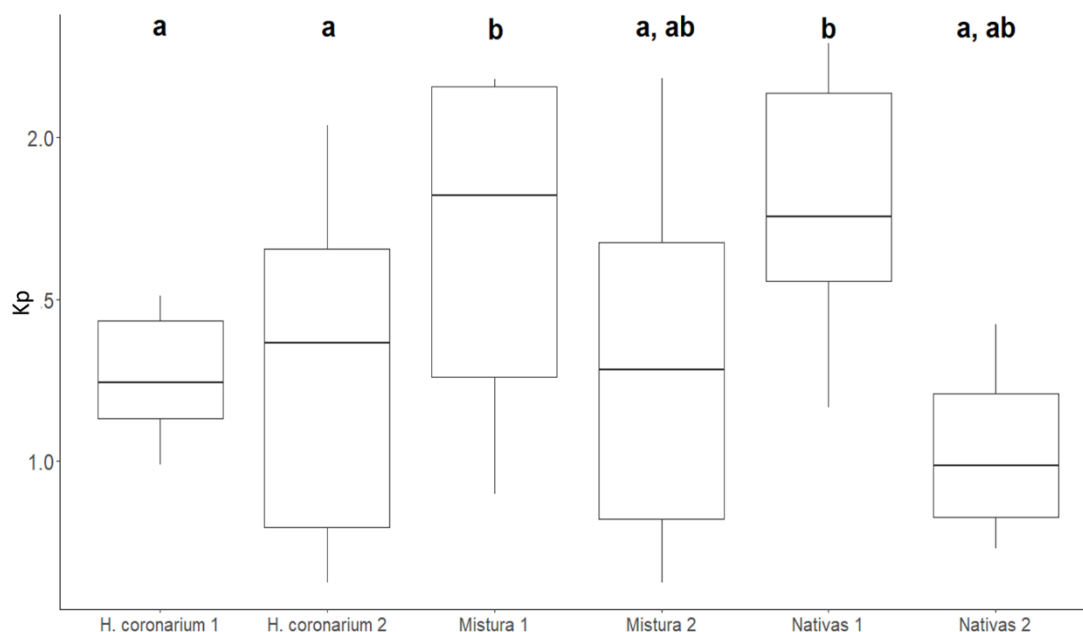 a a b a, ab b a, ab
2.0
Kp
.5
1.0
H. coronarium 1 H. coronarium 2 Mistura 1 Mistura 2 Nativas 1 Nativas 2